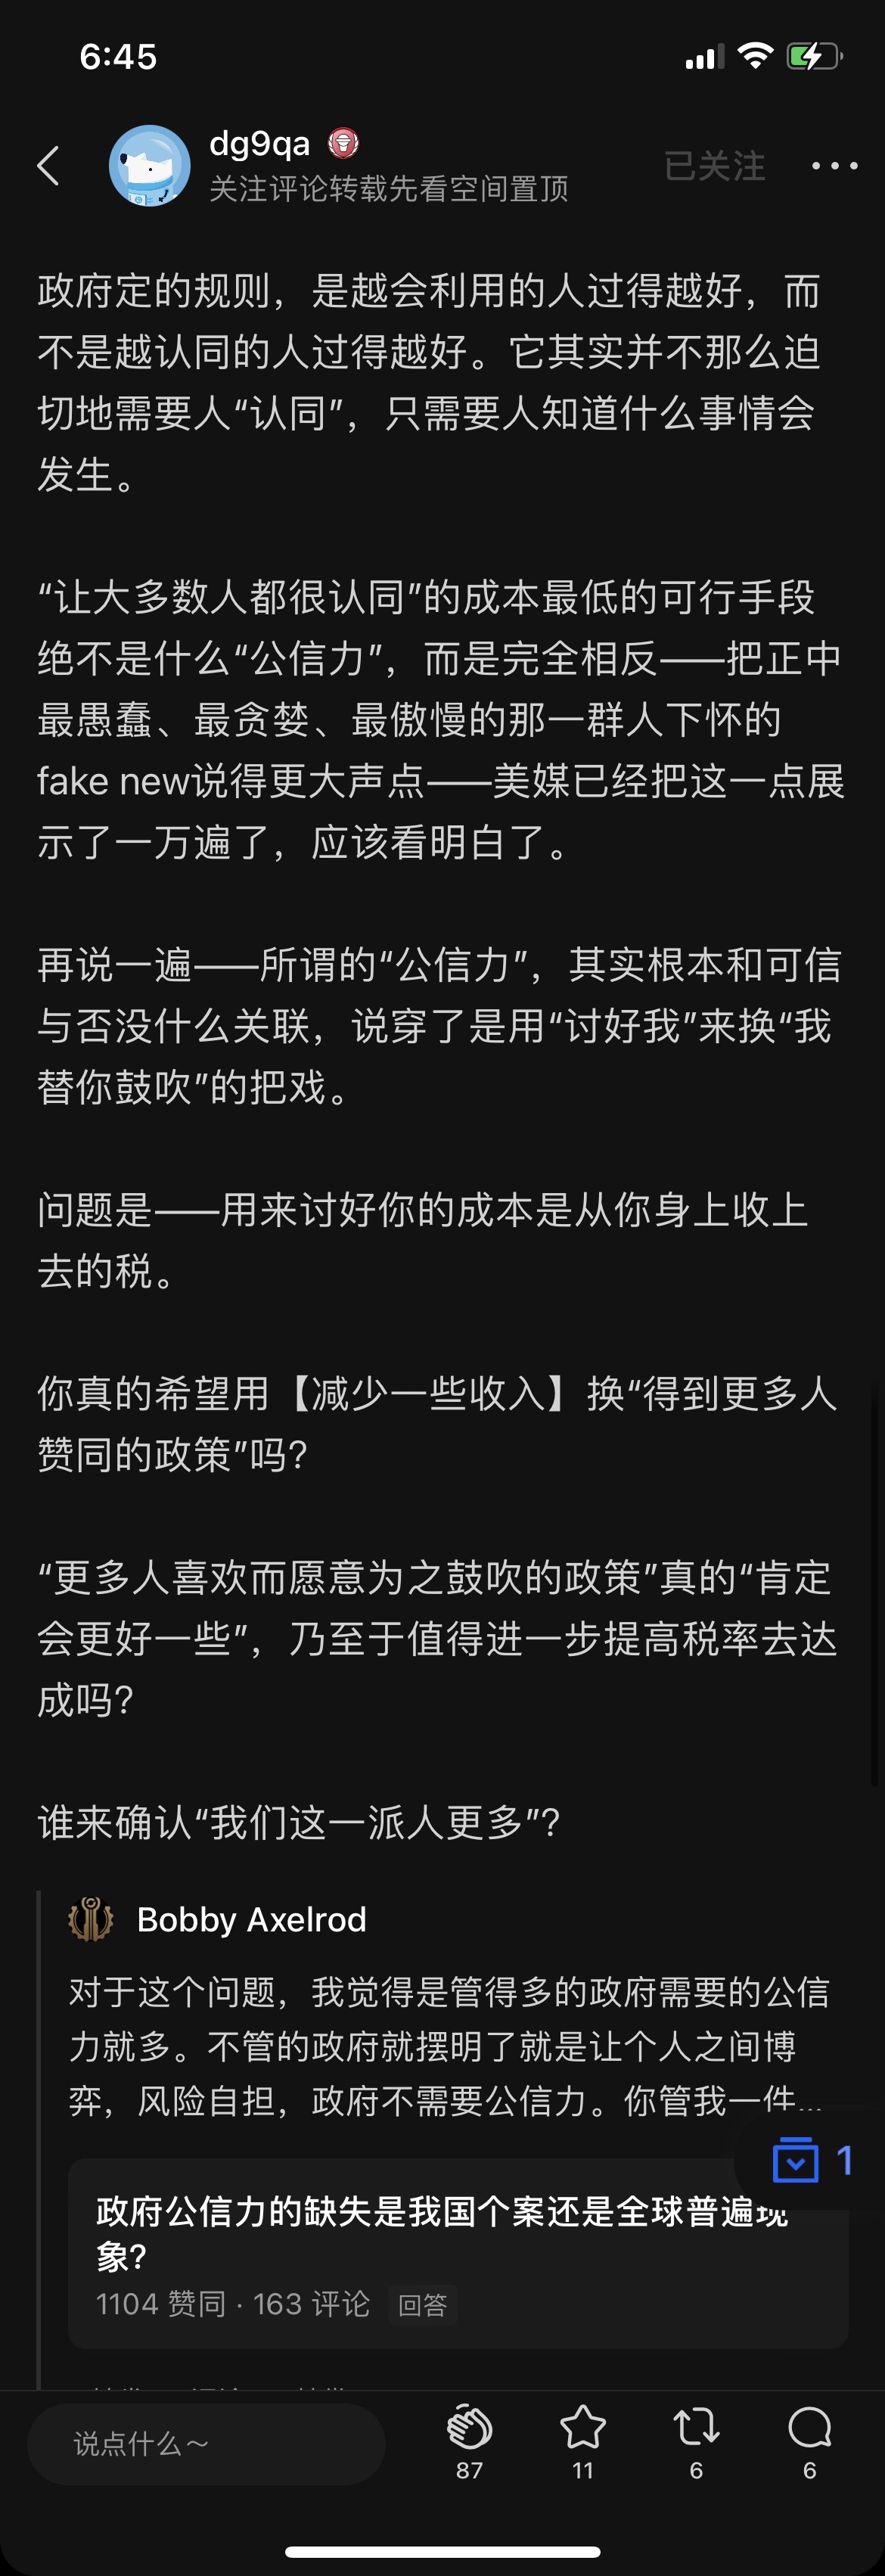 6:45
dg9qa
关注评论转载先看空间置顶
已关注
政府定的规则，是越会利用的人过得越好，而
不是越认同的人过得越好。它其实并不那么迫
切地需要人“认同”，只需要人知道什么事情会
发生。
“让大多数人都很认同”的成本最低的可行手段
绝不是什么“公信力”，而是完全相反——把正中
最愚蠢、最贪婪、最傲慢的那一群人下怀的
fake new说得更大声点——美媒已经把这一点展
示了一万遍了，应该看明白了。
再说一遍——所谓的“公信力”，其实根本和可信
与否没什么关联，说穿了是用“讨好我”来换“我
替你鼓吹”的把戏。
问题是——用来讨好你的成本是从你身上收上
去的税。
你真的希望用【减少一些收入】换“得到更多人
赞同的政策”吗？
“更多人喜欢而愿意为之鼓吹的政策”真的“肯定
会更好一些”，乃至于值得进一步提高税率去达
成吗？
谁来确认“我们这一派人更多”？
Bobby Axelrod
对于这个问题，我觉得是管得多的政府需要的公信
力就多。不管的政府就摆明了就是让个人之间博
弈，风险自担，政府不需要公信力。你管我一件...
1
政府公信力的缺失是我国个案还是全球普遍现
象？
1104 赞同 · 163 评论 回答
说点什么～
87
11
6
6